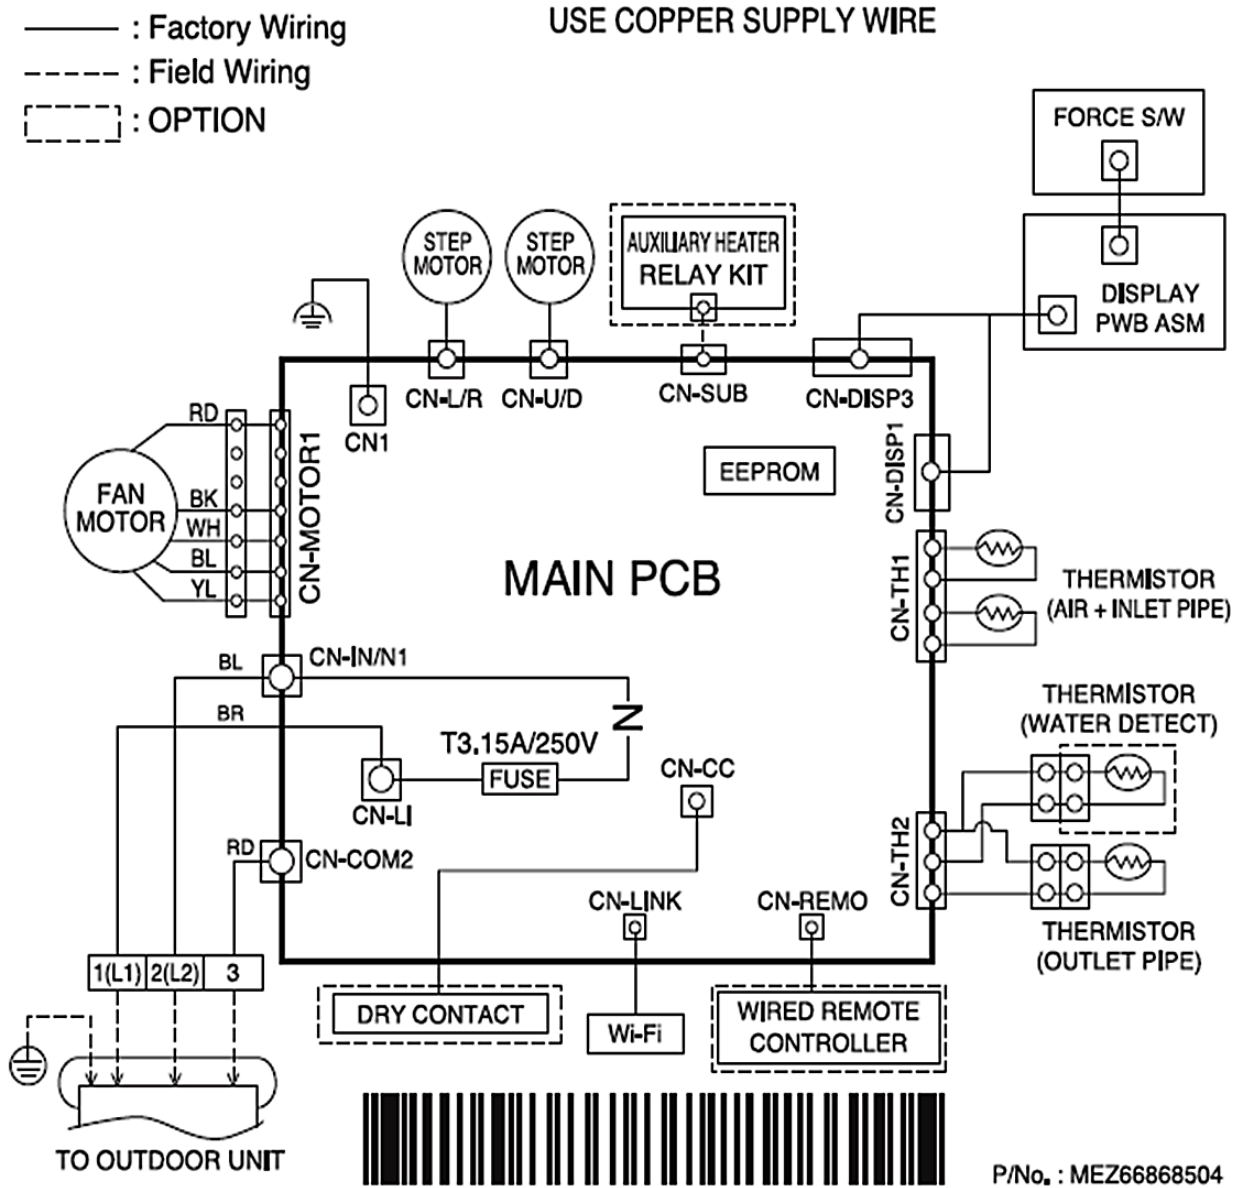 : Factory Wiring
: Field Wiring
: OPTION
USE COPPER SUPPLY WIRE
FORCE S/W
DISPLAY
PWB ASM
STEP
MOTOR
STEP
MOTOR
AUXILIARY HEATER
RELAY KIT
CN1
CN-L/R
CN-U/D
CN-SUB
CN-DISP3
CN-DISP1
EEPROM
FAN
MOTOR
RD
BK
WH
BL
YL
CN-MOTOR1
MAIN PCB
CN-TH1
THERMISTOR
(AIR + INLET PIPE)
BL
CN-IN/N1
BR
N
T3.15A/250V
FUSE
CN-LI
CN-CC
THERMISTOR
(WATER DETECT)
CN-TH2
THERMISTOR
(OUTLET PIPE)
RD
CN-COM2
CN-LINK
CN-REMO
1(L1)
2(L2)
3
DRY CONTACT
Wi-Fi
WIRED REMOTE
CONTROLLER
TO OUTDOOR UNIT
P/No. : MEZ66868504